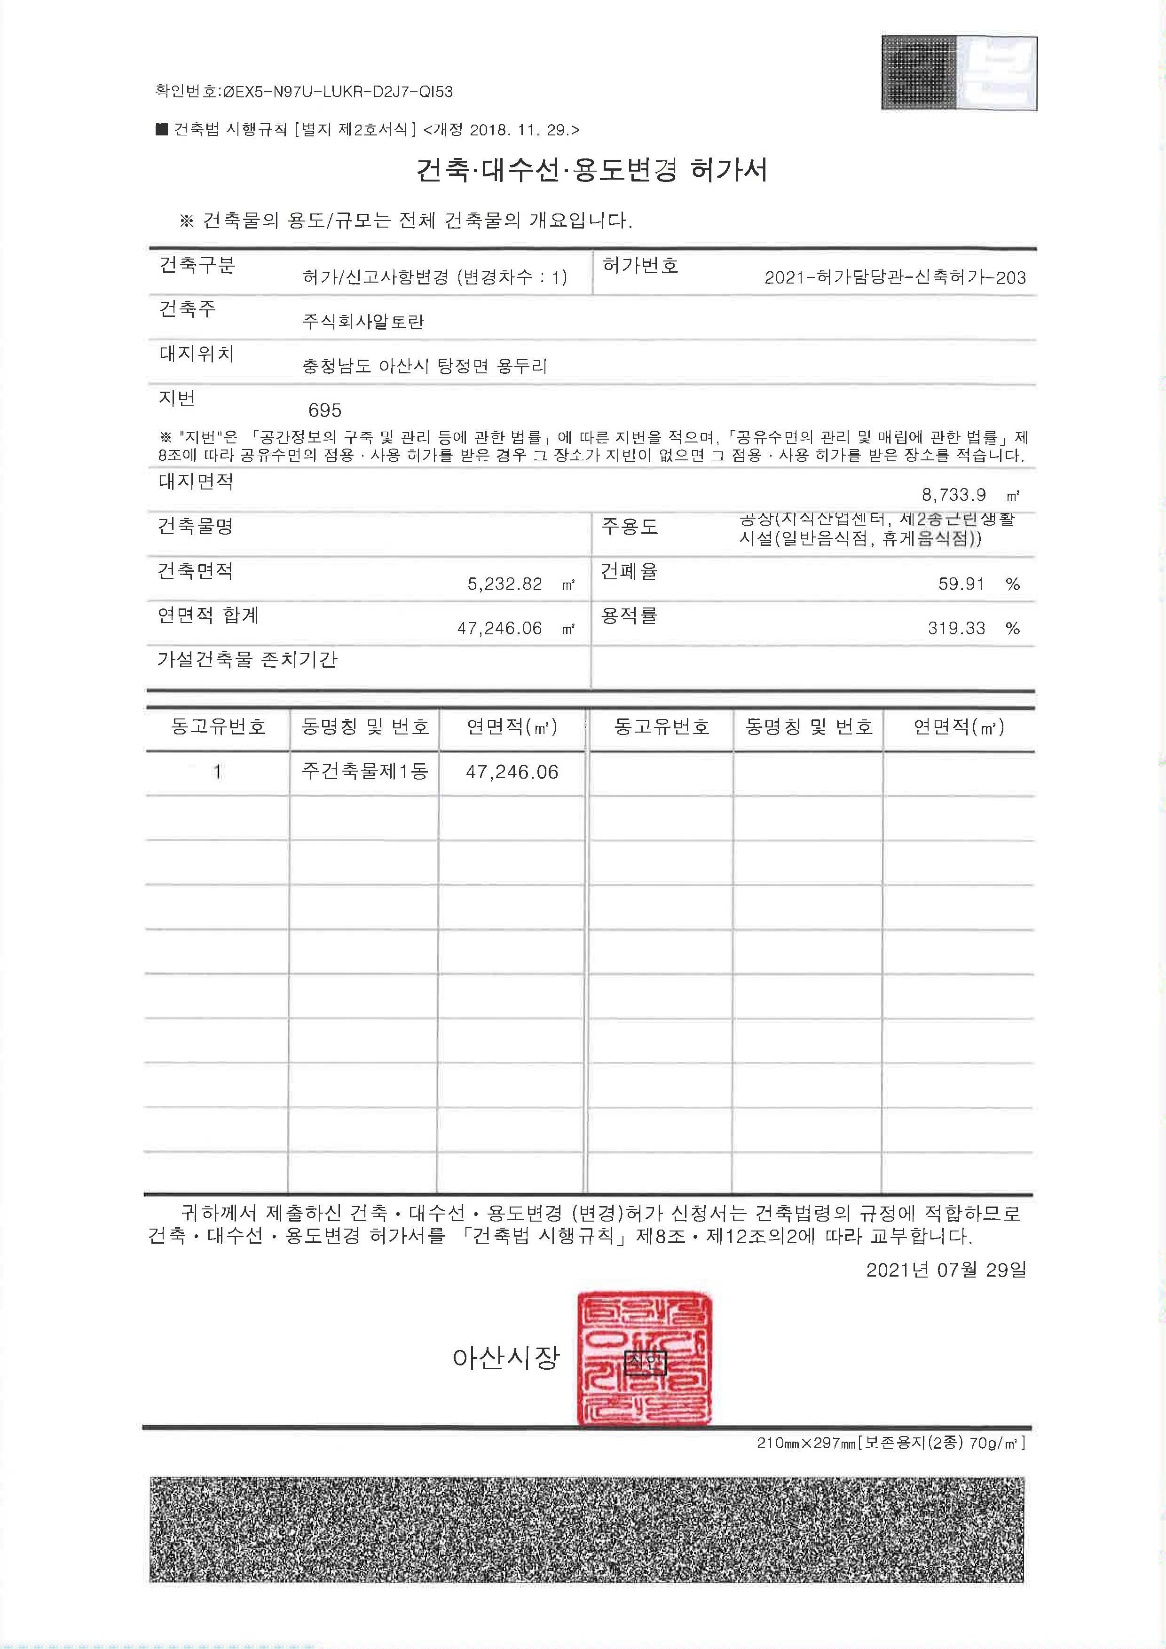 원본
확인번호:ØEX5-N97U-LUKR-D2J7-QI53
■ 건축법 시행규칙 [별지 제2호서식] <개정 2018. 11. 29.>
건축·대수선·용도변경 허가서
※ 건축물의 용도/규모는 전체 건축물의 개요입니다.
건축구분 허가/신고사항변경 (변경차수 : 1) 허가번호 2021-허가담당관-신축허가-203
건축주 주식회사알토란
대지위치 충청남도 아산시 탕정면 용두리
지번 695
※ "지번"은 「공간정보의 구축 및 관리 등에 관한 법률」에 따른 지번을 적으며, 「공유수면의 관리 및 매립에 관한 법률」 제
8조에 따라 공유수면의 점용ㆍ사용 허가를 받은 경우 그 장소가 지번이 없으면 그 점용ㆍ사용 허가를 받은 장소를 적습니다.
대지면적 8,733.9 ㎡
건축물명 주용도 공장(지식산업센터, 제2종근린생활
시설(일반음식점, 휴게음식점))
건축면적 5,232.82 ㎡ 건폐율 59.91 %
연면적 합계 47,246.06 ㎡ 용적률 319.33 %
가설건축물 존치기간
동고유번호 동명칭 및 번호 연면적(㎡) 동고유번호 동명칭 및 번호 연면적(㎡)
1 주건축물제1동 47,246.06
귀하께서 제출하신 건축ㆍ대수선ㆍ용도변경 (변경)허가 신청서는 건축법령의 규정에 적합하므로
건축ㆍ대수선ㆍ용도변경 허가서를 「건축법 시행규칙」 제8조ㆍ제12조의2에 따라 교부합니다.
2021년 07월 29일
아산시장
직인
210㎜×297㎜[보존용지(2종) 70g/㎡]